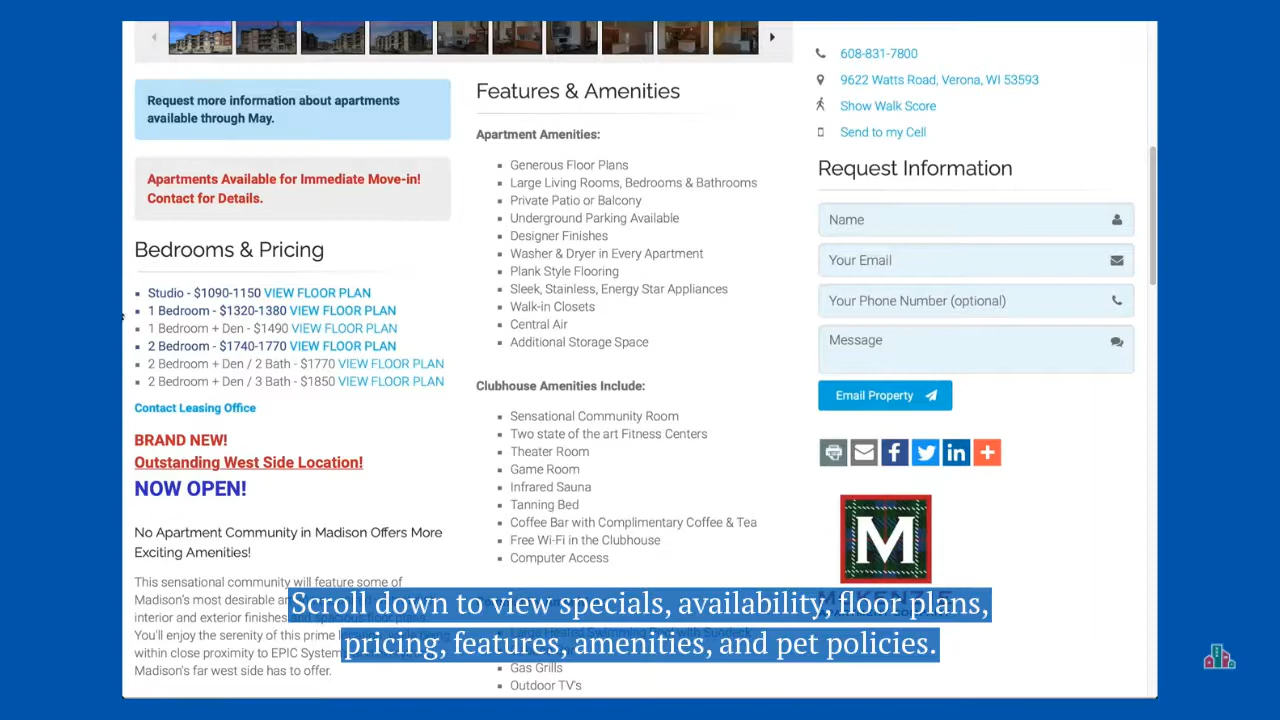 Request more information about apartments
available through May.
Apartments Available for Immediate Move-in!
Contact for Details.
Bedrooms & Pricing
Studio - $1090-1150 VIEW FLOOR PLAN
1 Bedroom - $1320-1380 VIEW FLOOR PLAN
1 Bedroom + Den - $1490 VIEW FLOOR PLAN
2 Bedroom - $1740-1770 VIEW FLOOR PLAN
2 Bedroom + Den / 2 Bath - $1770 VIEW FLOOR PLAN
2 Bedroom + Den / 3 Bath - $1850 VIEW FLOOR PLAN
Contact Leasing Office
BRAND NEW!
Outstanding West Side Location!
NOW OPEN!
No Apartment Community in Madison Offers More
Exciting Amenities!
This sensational community will feature some of
Madison's most desirable
interior and exterior finishes
You'll enjoy the serenity of this prime
within close proximity to EPIC
Madison's far west side has to offer.
Features & Amenities
Apartment Amenities:
Generous Floor Plans
Large Living Rooms, Bedrooms & Bathrooms
Private Patio or Balcony
Underground Parking Available
Designer Finishes
Washer & Dryer in Every Apartment
Plank Style Flooring
Sleek, Stainless, Energy Star Appliances
Walk-in Closets
Central Air
Additional Storage Space
Clubhouse Amenities Include:
Sensational Community Room
Two state of the art Fitness Centers
Theater Room
Game Room
Infrared Sauna
Tanning Bed
Coffee Bar with Complimentary Coffee & Tea
Free Wi-Fi in the Clubhouse
Computer Access
Large Heated Swimming Pool with Sundeck
Gas Grills
Outdoor TV's
608-831-7800
9622 Watts Road, Verona, WI 53593
Show Walk Score
Send to my Cell
Request Information
Name
Your Email
Your Phone Number (optional)
Message
Email Property
M
Scroll down to view specials, availability, floor plans,
pricing, features, amenities, and pet policies.